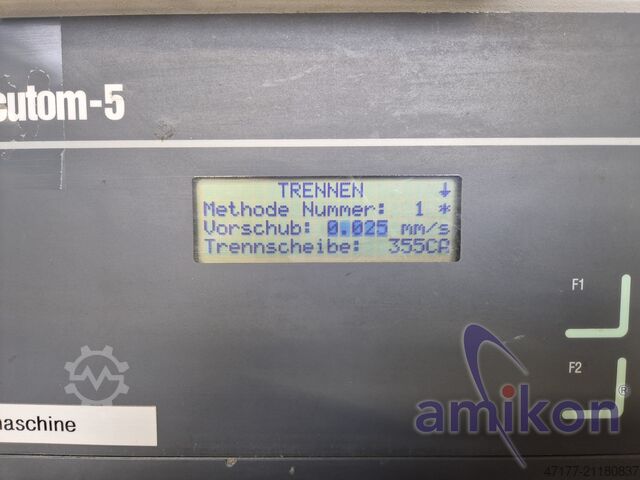 cutom-5
TRENNEN
Methode Nummer: 1 *
Vorschub: 0.025 mm/s
Trennscheibe: 355CA
F1
F2
amikon
®
maschine
47177-21180837